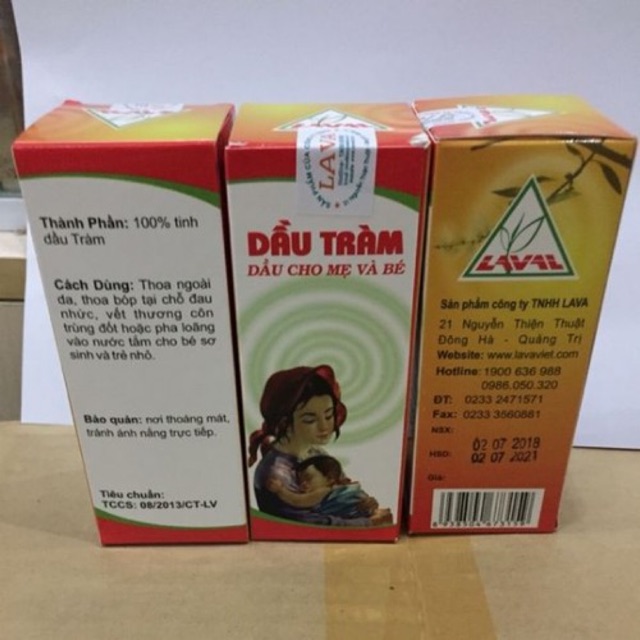 Thành Phần: 100% tinh
dầu Tràm
Cách Dùng: Thoa ngoài
da, thoa bóp tại chỗ đau
nhức, vết thương côn
trùng đốt hoặc pha loãng
vào nước tắm cho bé sơ
sinh và trẻ nhỏ.
Bảo quản: nơi thoáng mát,
tránh ánh nắng trực tiếp.
Tiêu chuẩn:
TCCS: 08/2013/CT-LV
LAVA
DẦU TRÀM
DẦU CHO MẸ VÀ BÉ
LAVAL
Sản phẩm công ty TNHH LAVA
21 Nguyễn Thiện Thuật
Đông Hà - Quảng Trị
Website: www.lavaviet.com
Hotline: 1900 636 988
0986.050.320
ĐT: 0233 2471571
Fax: 0233 3560881
NSX: 02 07 2018
HSD: 02 07 2021
Giá: